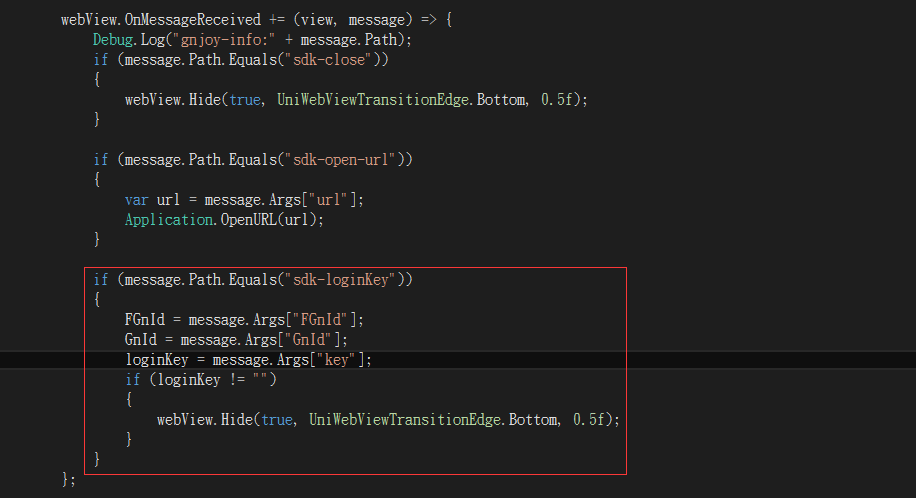 webView.OnMessageReceived += (view, message) => {
Debug.Log("gnjoy-info:" + message.Path);
if (message.Path.Equals("sdk-close"))
{
webView.Hide(true, UniWebViewTransitionEdge.Bottom, 0.5f);
}
if (message.Path.Equals("sdk-open-url"))
{
var url = message.Args["url"];
Application.OpenURL(url);
}
if (message.Path.Equals("sdk-loginKey"))
{
FGnId = message.Args["FGnId"];
GnId = message.Args["GnId"];
loginKey = message.Args["key"];
if (loginKey != "")
{
webView.Hide(true, UniWebViewTransitionEdge.Bottom, 0.5f);
}
}
};